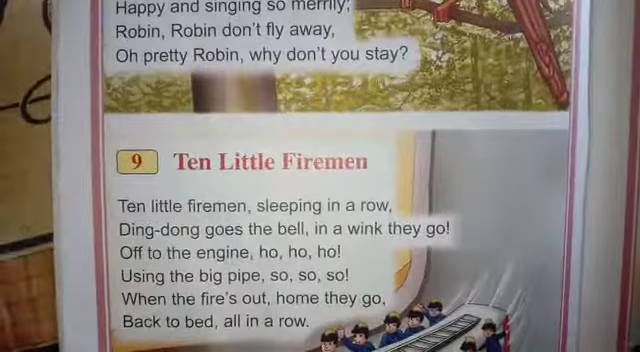 Happy and singing so merrily;
Robin, Robin don't fly away,
Oh pretty Robin, why don't you stay?
9 Ten Little Firemen
Ten little firemen, sleeping in a row,
Ding-dong goes the bell, in a wink they go!
Off to the engine, ho, ho, ho!
Using the big pipe, so, so, so!
When the fire's out, home they go,
Back to bed, all in a row.